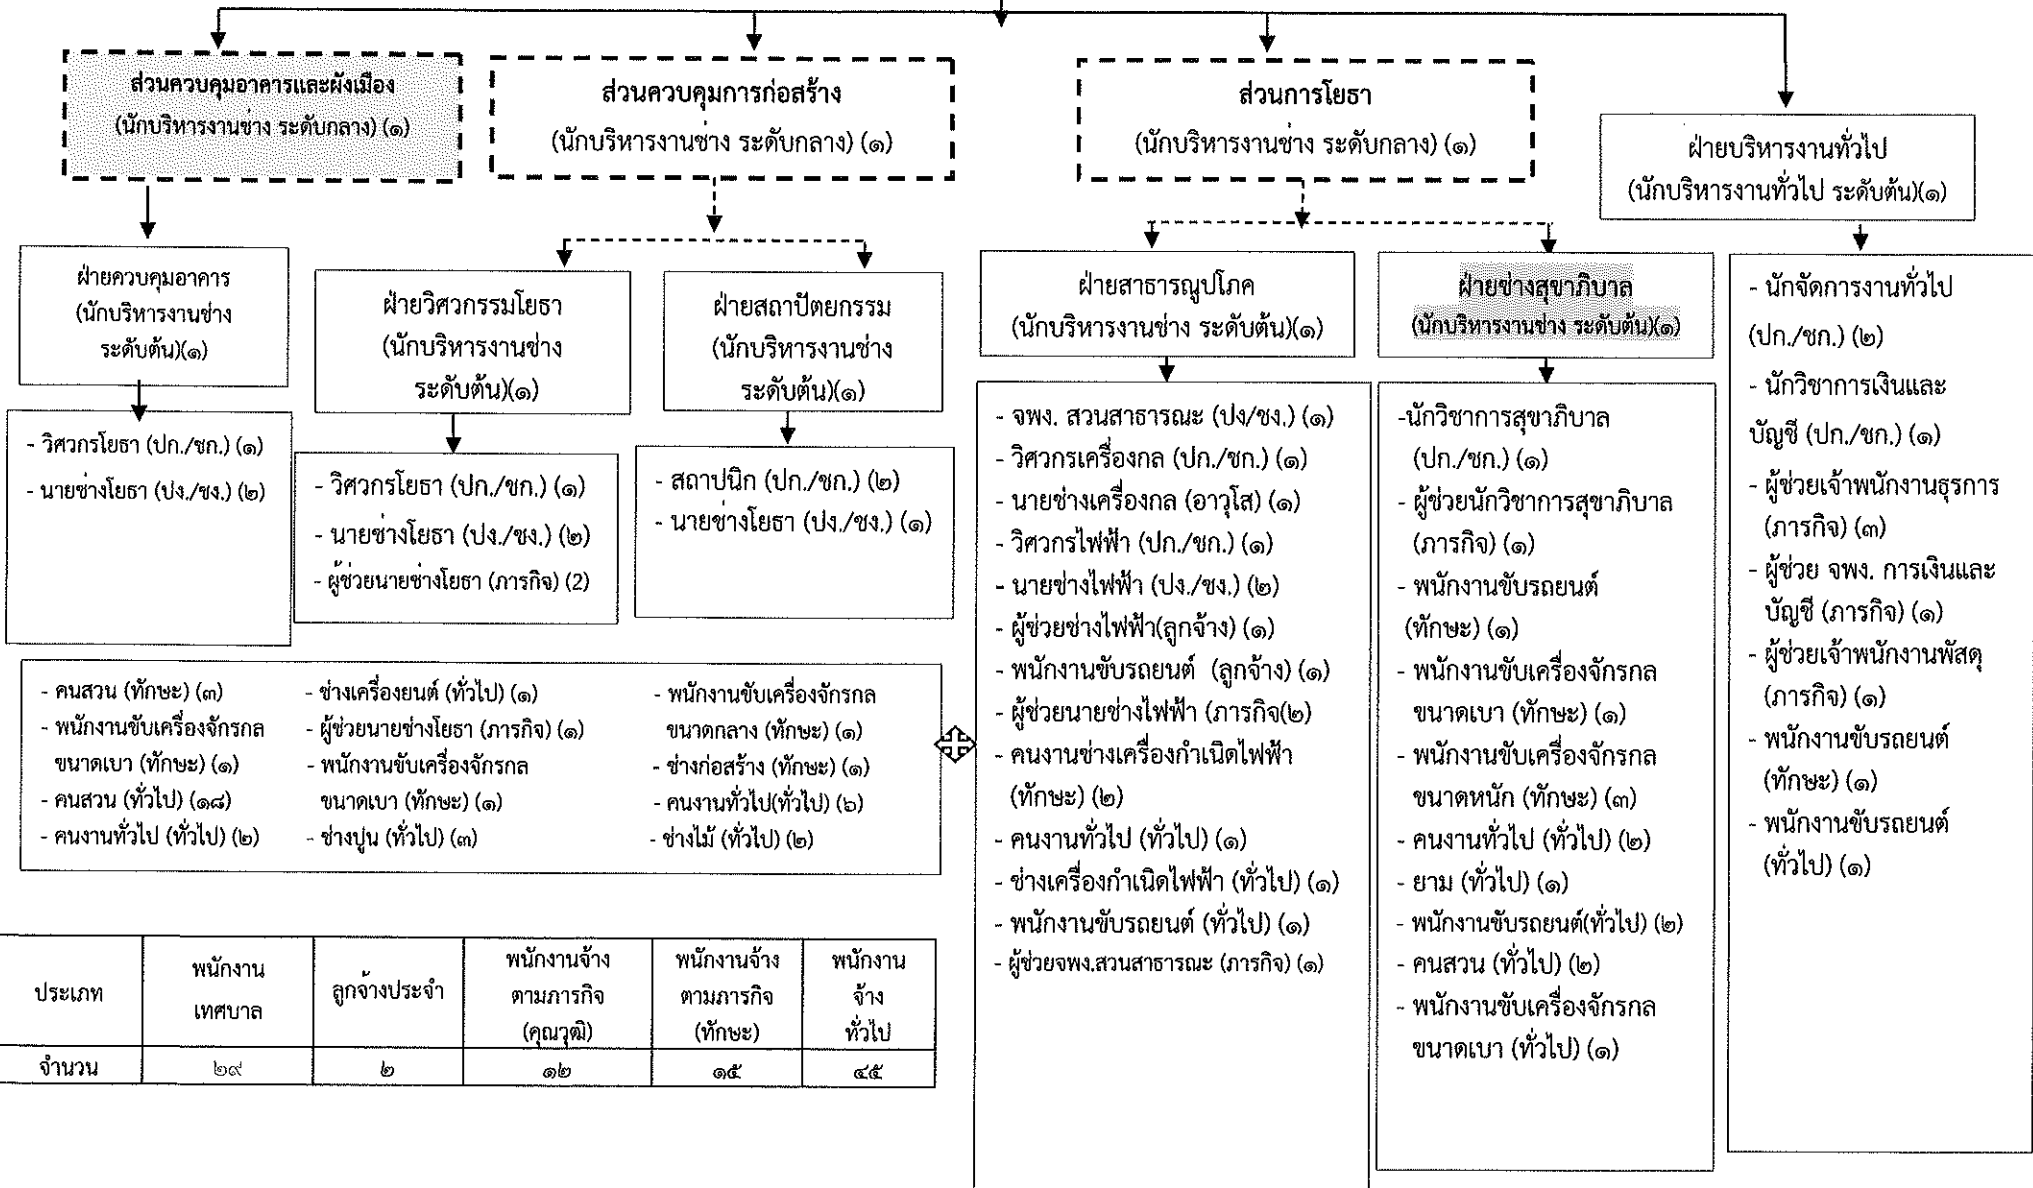 ส่วนควบคุมอาคารและผังเมือง
(นักบริหารงานช่าง ระดับกลาง) (๑)
ส่วนควบคุมการก่อสร้าง
(นักบริหารงานช่าง ระดับกลาง) (๑)
ส่วนการโยธา
(นักบริหารงานช่าง ระดับกลาง) (๑)
ฝ่ายบริหารงานทั่วไป
(นักบริหารงานทั่วไป ระดับต้น)(๑)
ฝ่ายควบคุมอาคาร
(นักบริหารงานช่าง
ระดับต้น)(๑)
ฝ่ายวิศวกรรมโยธา
(นักบริหารงานช่าง
ระดับต้น)(๑)
ฝ่ายสถาปัตยกรรม
(นักบริหารงานช่าง
ระดับต้น)(๑)
ฝ่ายสาธารณูปโภค
(นักบริหารงานช่าง ระดับต้น)(๑)
ฝ่ายช่างสุขาภิบาล
(นักบริหารงานช่าง ระดับต้น)(๑)
- วิศวกรโยธา (ปก./ชก.) (๑)
- นายช่างโยธา (ปง./ชง.) (๒)
- วิศวกรโยธา (ปก./ชก.) (๑)
- นายช่างโยธา (ปง./ชง.) (๒)
- ผู้ช่วยนายช่างโยธา (ภารกิจ) (2)
- สถาปนิก (ปก./ชก.) (๒)
- นายช่างโยธา (ปง./ชง.) (๑)
- จพง. สวนสาธารณะ (ปง/ชง.) (๑)
- วิศวกรเครื่องกล (ปก./ชก.) (๑)
- นายช่างเครื่องกล (อาวุโส) (๑)
- วิศวกรไฟฟ้า (ปก./ชก.) (๑)
- นายช่างไฟฟ้า (ปง./ชง.) (๒)
- ผู้ช่วยช่างไฟฟ้า(ลูกจ้าง) (๑)
- พนักงานขับรถยนต์ (ลูกจ้าง) (๑)
- ผู้ช่วยนายช่างไฟฟ้า (ภารกิจ(๒)
- คนงานช่างเครื่องกำเนิดไฟฟ้า
(ทักษะ) (๒)
- คนงานทั่วไป (ทั่วไป) (๑)
- ช่างเครื่องกำเนิดไฟฟ้า (ทั่วไป) (๑)
- พนักงานขับรถยนต์ (ทั่วไป) (๑)
- ผู้ช่วยจพง.สวนสาธารณะ (ภารกิจ) (๑)
-นักวิชาการสุขาภิบาล
(ปก./ชก.) (๑)
- ผู้ช่วยนักวิชาการสุขาภิบาล
(ภารกิจ) (๑)
- พนักงานขับรถยนต์
(ทักษะ) (๑)
- พนักงานขับเครื่องจักรกล
ขนาดเบา (ทักษะ) (๑)
- พนักงานขับเครื่องจักรกล
ขนาดหนัก (ทักษะ) (๓)
- คนงานทั่วไป (ทั่วไป) (๒)
- ยาม (ทั่วไป) (๑)
- พนักงานขับรถยนต์(ทั่วไป) (๒)
- คนสวน (ทั่วไป) (๒)
- พนักงานขับเครื่องจักรกล
ขนาดเบา (ทั่วไป) (๑)
- นักจัดการงานทั่วไป
(ปก./ชก.) (๒)
- นักวิชาการเงินและ
บัญชี (ปก./ชก.) (๑)
- ผู้ช่วยเจ้าพนักงานธุรการ
(ภารกิจ) (๓)
- ผู้ช่วย จพง. การเงินและ
บัญชี (ภารกิจ) (๑)
- ผู้ช่วยเจ้าพนักงานพัสดุ
(ภารกิจ) (๑)
- พนักงานขับรถยนต์
(ทักษะ) (๑)
- พนักงานขับรถยนต์
(ทั่วไป) (๑)
- คนสวน (ทักษะ) (๓)
- พนักงานขับเครื่องจักรกล
ขนาดเบา (ทักษะ) (๑)
- คนสวน (ทั่วไป) (๑๘)
- คนงานทั่วไป (ทั่วไป) (๒)
- ช่างเครื่องยนต์ (ทั่วไป) (๑)
- ผู้ช่วยนายช่างโยธา (ภารกิจ) (๑)
- พนักงานขับเครื่องจักรกล
ขนาดเบา (ทักษะ) (๑)
- ช่างปูน (ทั่วไป) (๓)
- พนักงานขับเครื่องจักรกล
ขนาดกลาง (ทักษะ) (๑)
- ช่างก่อสร้าง (ทักษะ) (๑)
- คนงานทั่วไป(ทั่วไป) (๖)
- ช่างไม้ (ทั่วไป) (๒)
ประเภท
พนักงาน
เทศบาล
ลูกจ้างประจำ
พนักงานจ้าง
ตามภารกิจ
(คุณวุฒิ)
พนักงานจ้าง
ตามภารกิจ
(ทักษะ)
พนักงาน
จ้าง
ทั่วไป
จำนวน ๒๙ ๒ ๑๒ ๑๕ ๔๕